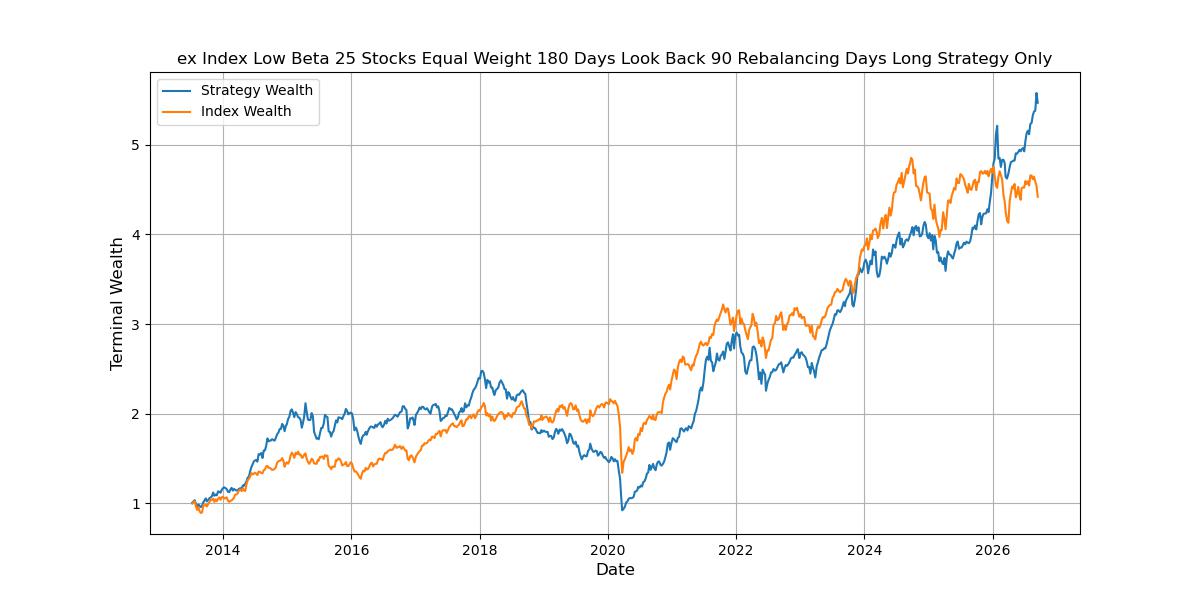 ex Index Low Beta 25 Stocks Equal Weight 180 Days Look Back 90 Rebalancing Days Long Strategy Only
Strategy Wealth
Index Wealth
Terminal Wealth
5
4
3
2
1
2014 2016 2018 2020 2022 2024 2026
Date